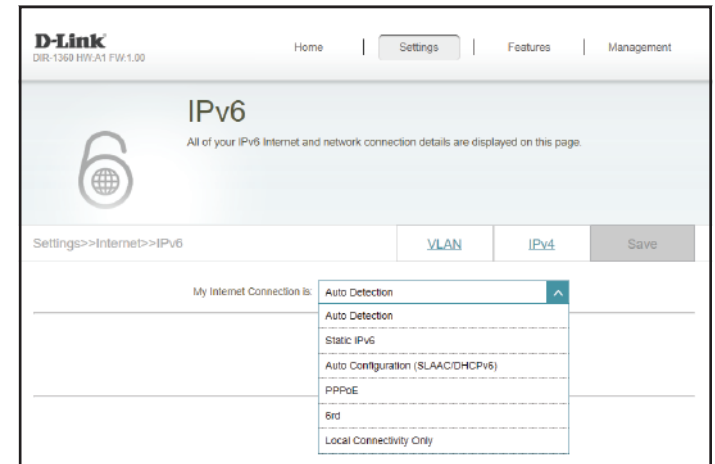 D-Link
DIR-1360 HW:A1 FW:1.00
Home | Settings | Features | Management
IPv6
All of your IPv6 Internet and network connection details are displayed on this page.
Settings>>Internet>>IPv6
VLAN
IPv4
Save
My Internet Connection is: Auto Detection
Auto Detection
Static IPv6
Auto Configuration (SLAAC/DHCPv6)
PPPoE
6rd
Local Connectivity Only